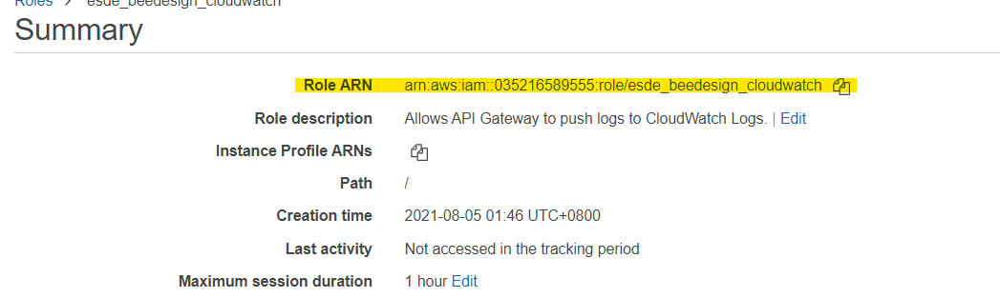 Roles > esde_beedesign_cloudwatch
Summary
Role ARN arn:aws:iam::035216589555:role/esde_beedesign_cloudwatch
Role description Allows API Gateway to push logs to CloudWatch Logs. | Edit
Instance Profile ARNs
Path /
Creation time 2021-08-05 01:46 UTC+0800
Last activity Not accessed in the tracking period
Maximum session duration 1 hour Edit